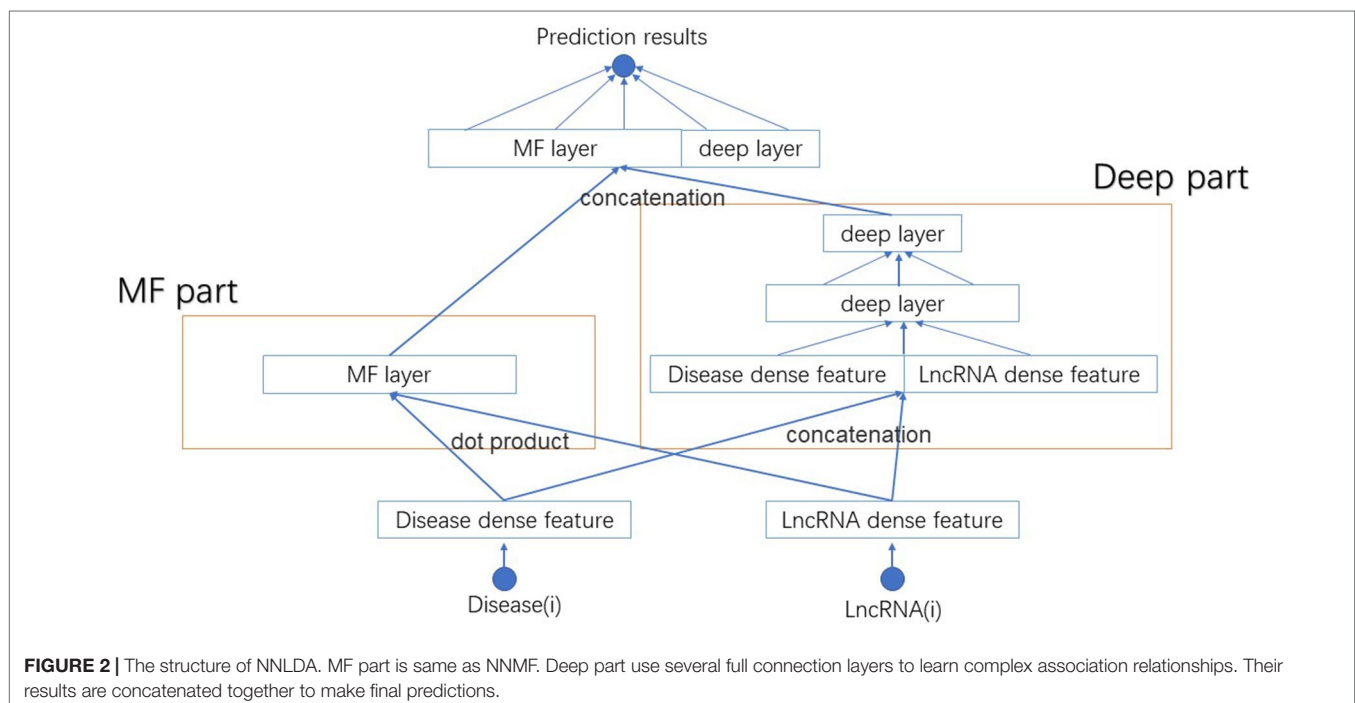 Prediction results
MF layer
deep layer
concatenation
Deep part
deep layer
MF part
deep layer
MF layer
Disease dense feature
LncRNA dense feature
dot product
concatenation
Disease dense feature
LncRNA dense feature
Disease(i)
LncRNA(i)
FIGURE 2 | The structure of NNLDA. MF part is same as NNMF. Deep part use several full connection layers to learn complex association relationships. Their
results are concatenated together to make final predictions.